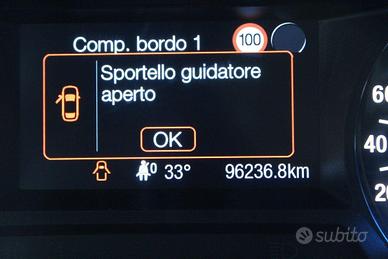 Comp. bordo 1
100
Sportello guidatore
aperto
OK
33° 96236.8km
60
40
20
subito